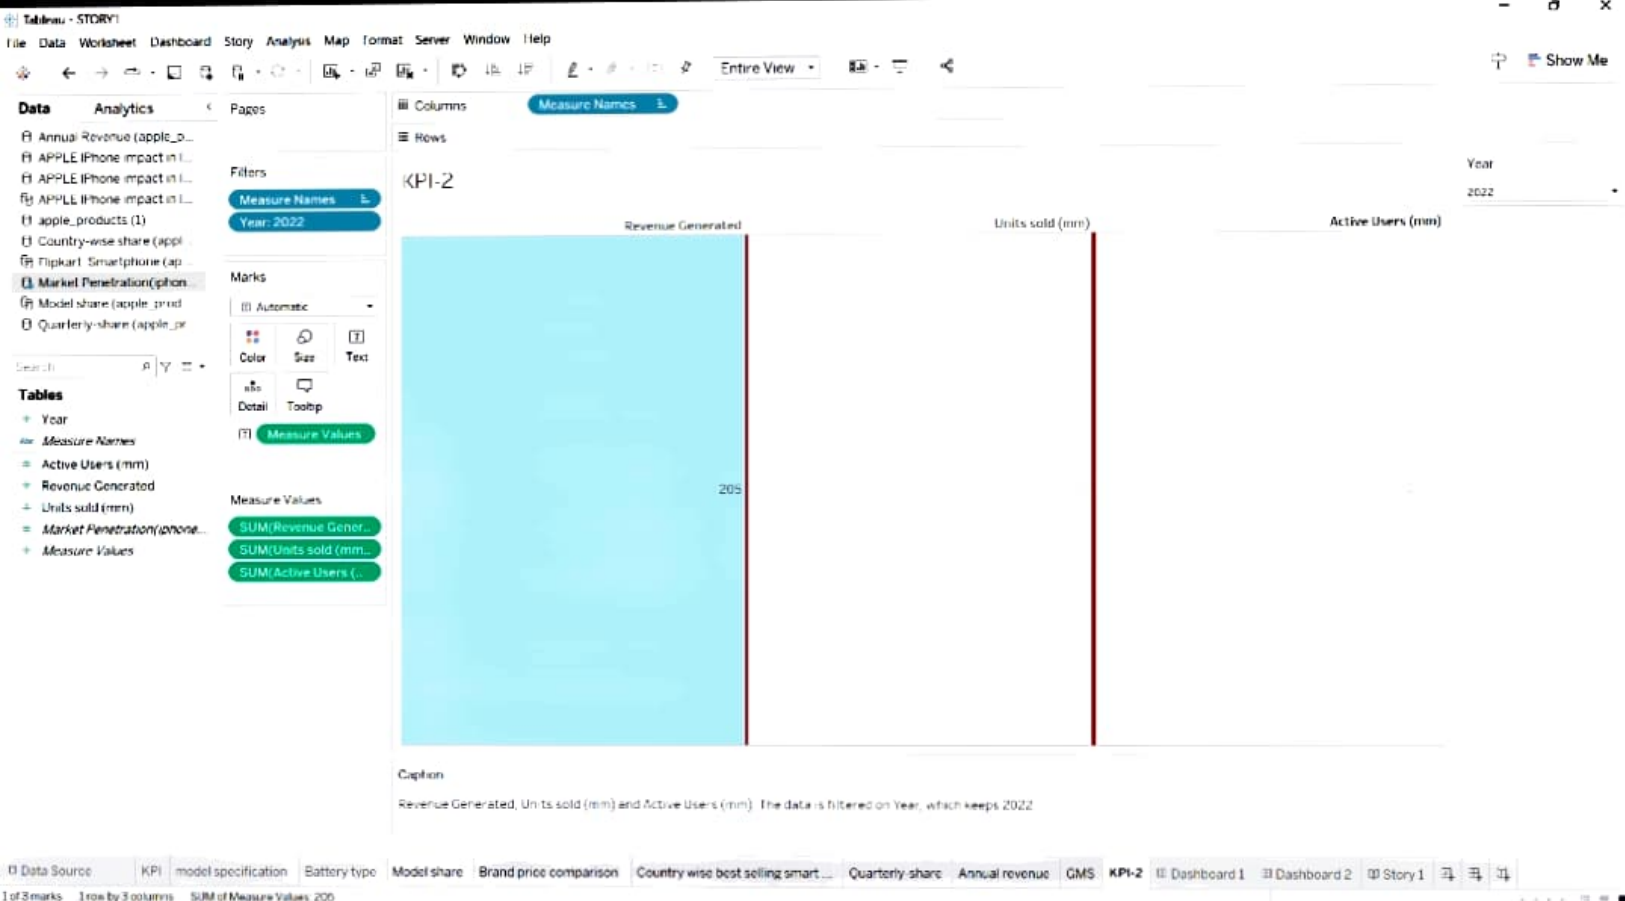 Tableau - STORY1
File Data Worksheet Dashboard Story Analysis Map Format Server Window Help
Entire View
Show Me
Data Analytics
Annual Revenue (apple_p...
APPLE iPhone impact in I...
APPLE iPhone impact in I...
APPLE iPhone impact in I...
apple_products (1)
Country-wise share (appl
Flipkart Smartphone (ap
Market Penetration(iphon...
Model share (apple_prod
Quarterly-share (apple_pr
Search
Tables
Year
Abc Measure Names
Active Users (mm)
Revenue Generated
Units sold (mm)
Market Penetration(iphone...
Measure Values
Pages
Filters
Measure Names
Year: 2022
Marks
Automatic
Color Size Text
Detail Tooltip
Measure Values
Measure Values
SUM(Revenue Gener..
SUM(Units sold (mm..
SUM(Active Users (..
Columns Measure Names
Rows
KPI-2
Revenue Generated Units sold (mm) Active Users (mm)
205
Year
2022
Caption
Revenue Generated, Units sold (mm) and Active Users (mm). The data is filtered on Year, which keeps 2022
Data Source KPI model specification Battery type Model share Brand price comparison Country wise best selling smart ... Quarterly-share Annual revenue GMS KPI-2 Dashboard 1 Dashboard 2 Story 1
1 of 3 marks 1 row by 3 columns SUM of Measure Values: 205